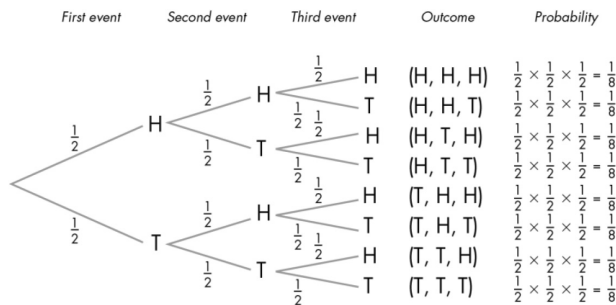 First event Second event Third event Outcome Probability
1/2 H (H, H, H) 1/2 × 1/2 × 1/2 = 1/8
1/2 H
1/2 T (H, H, T) 1/2 × 1/2 × 1/2 = 1/8
1/2 H
1/2 H (H, T, H) 1/2 × 1/2 × 1/2 = 1/8
1/2 T
1/2 T (H, T, T) 1/2 × 1/2 × 1/2 = 1/8
1/2 H (T, H, H) 1/2 × 1/2 × 1/2 = 1/8
1/2 H
1/2 T (T, H, T) 1/2 × 1/2 × 1/2 = 1/8
1/2 T
1/2 H (T, T, H) 1/2 × 1/2 × 1/2 = 1/8
1/2 T
1/2 T (T, T, T) 1/2 × 1/2 × 1/2 = 1/8